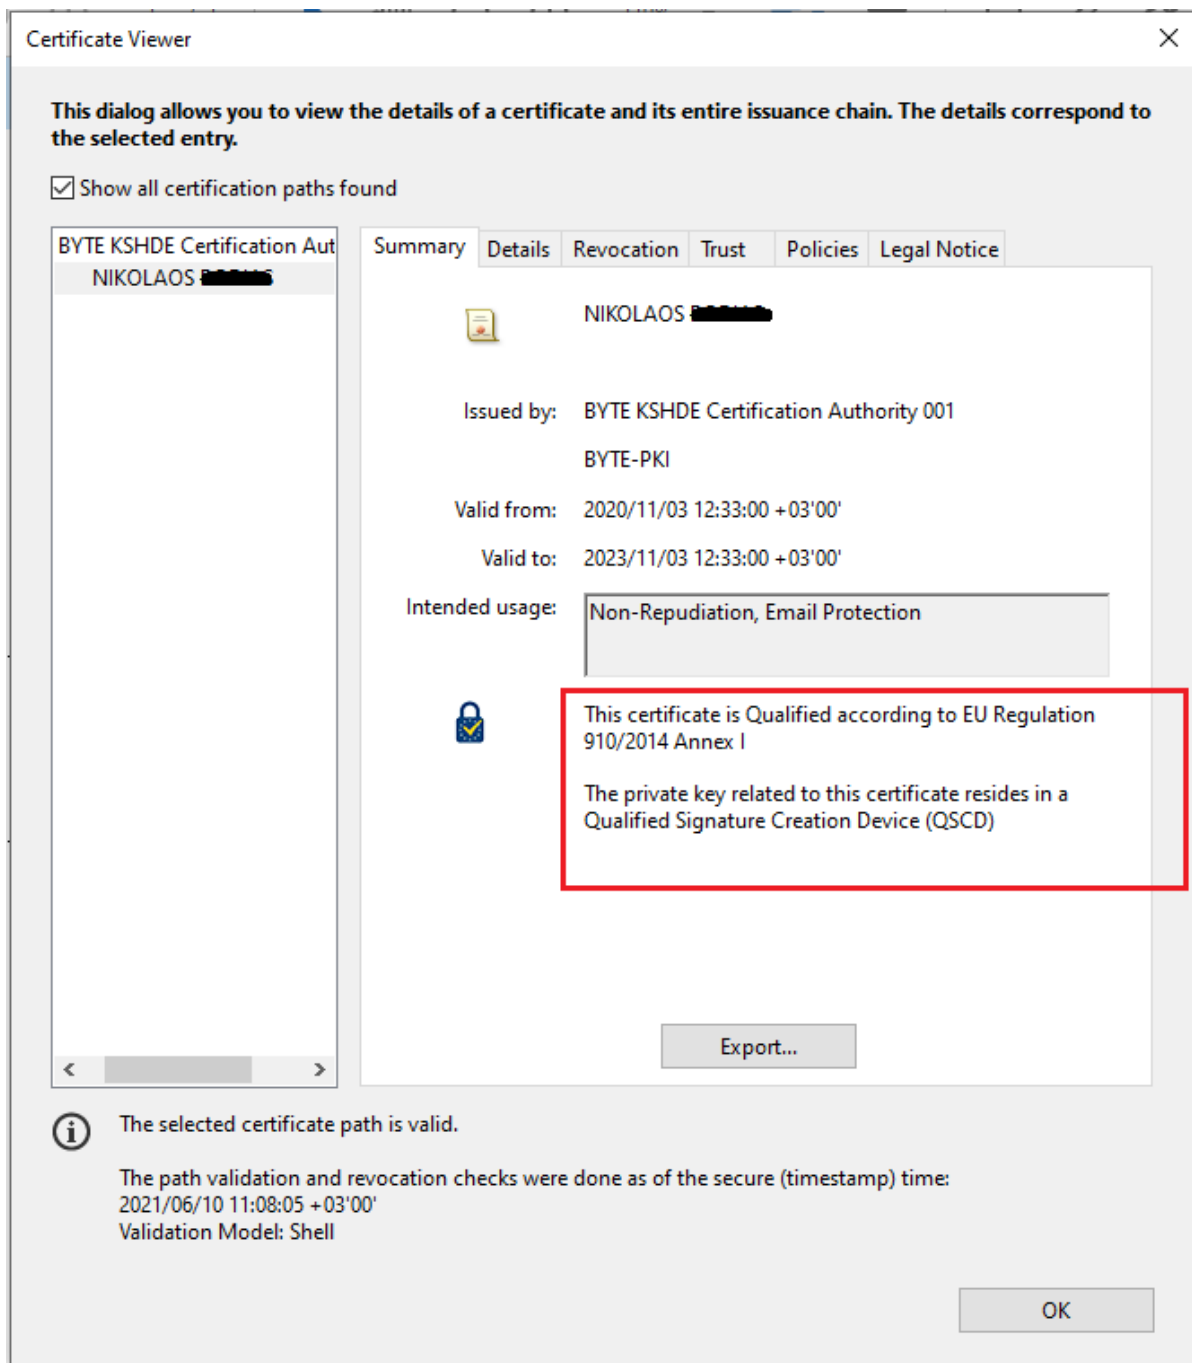 Certificate Viewer
This dialog allows you to view the details of a certificate and its entire issuance chain. The details correspond to
the selected entry.
Show all certification paths found
BYTE KSHDE Certification Aut
NIKOLAOS
Summary
Details
Revocation
Trust
Policies
Legal Notice
NIKOLAOS
Issued by: BYTE KSHDE Certification Authority 001
BYTE-PKI
Valid from: 2020/11/03 12:33:00 +03'00'
Valid to: 2023/11/03 12:33:00 +03'00'
Intended usage: Non-Repudiation, Email Protection
This certificate is Qualified according to EU Regulation
910/2014 Annex I
The private key related to this certificate resides in a
Qualified Signature Creation Device (QSCD)
Export...
The selected certificate path is valid.
The path validation and revocation checks were done as of the secure (timestamp) time:
2021/06/10 11:08:05 +03'00'
Validation Model: Shell
OK